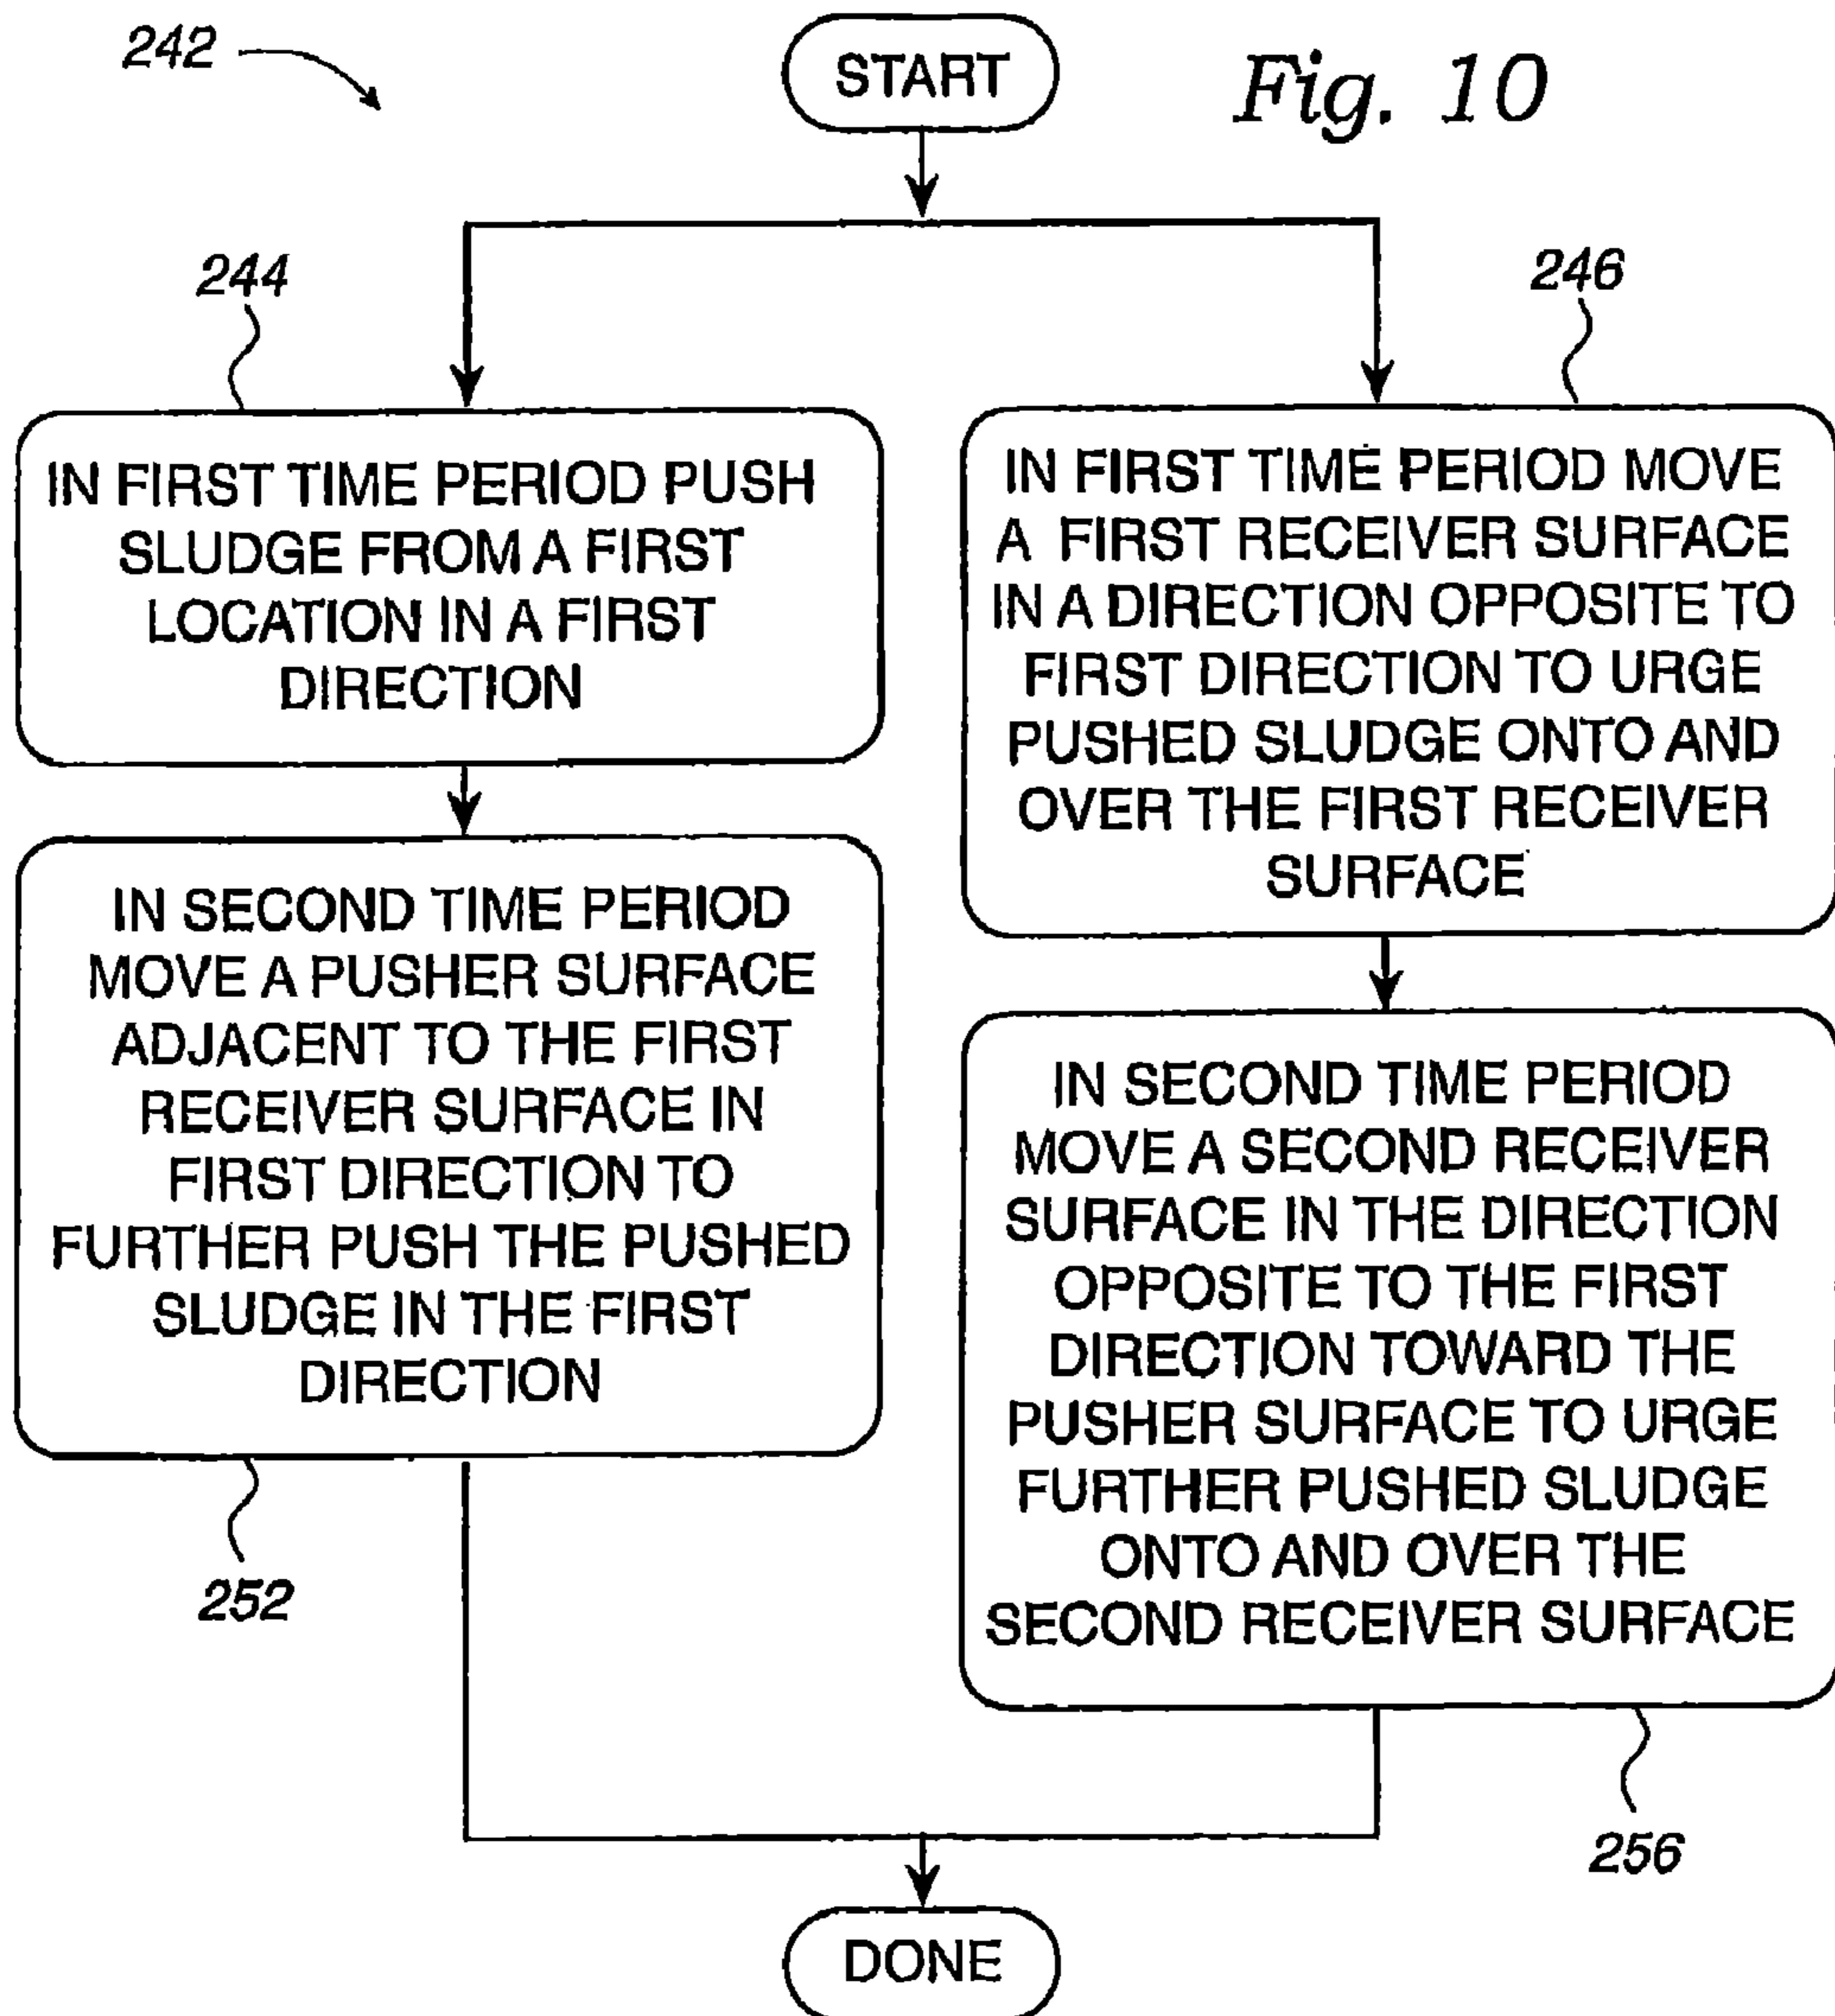 242
START
Fig. 10
244
246
IN FIRST TIME PERIOD PUSH
SLUDGE FROM A FIRST
LOCATION IN A FIRST
DIRECTION
IN FIRST TIME PERIOD MOVE
A FIRST RECEIVER SURFACE
IN A DIRECTION OPPOSITE TO
FIRST DIRECTION TO URGE
PUSHED SLUDGE ONTO AND
OVER THE FIRST RECEIVER
SURFACE
IN SECOND TIME PERIOD
MOVE A PUSHER SURFACE
ADJACENT TO THE FIRST
RECEIVER SURFACE IN
FIRST DIRECTION TO
FURTHER PUSH THE PUSHED
SLUDGE IN THE FIRST
DIRECTION
252
IN SECOND TIME PERIOD
MOVE A SECOND RECEIVER
SURFACE IN THE DIRECTION
OPPOSITE TO THE FIRST
DIRECTION TOWARD THE
PUSHER SURFACE TO URGE
FURTHER PUSHED SLUDGE
ONTO AND OVER THE
SECOND RECEIVER SURFACE
256
DONE